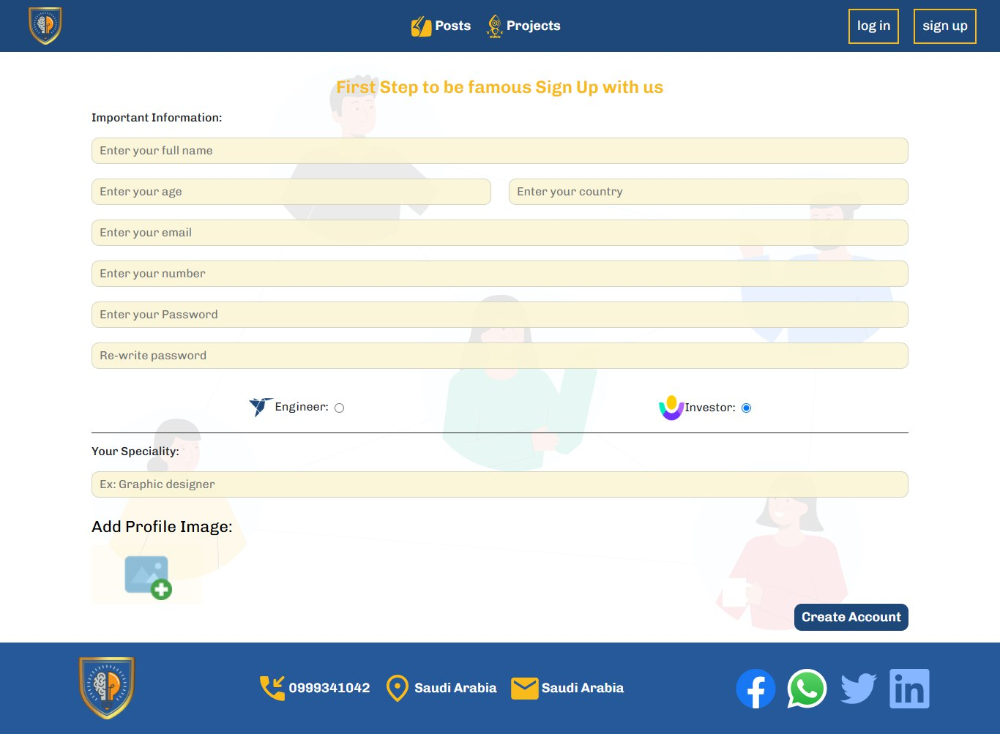 Posts Projects log in sign up
First Step to be famous Sign Up with us
Important Information:
Enter your full name
Enter your age Enter your country
Enter your email
Enter your number
Enter your Password
Re-write password
Engineer: Investor:
Your Speciality:
Ex: Graphic designer
Add Profile Image:
Create Account
0999341042 Saudi Arabia Saudi Arabia